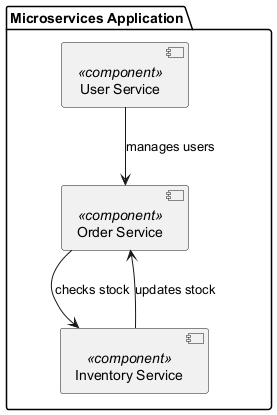 Microservices Application
«component»
User Service
manages users
«component»
Order Service
checks stock
updates stock
«component»
Inventory Service